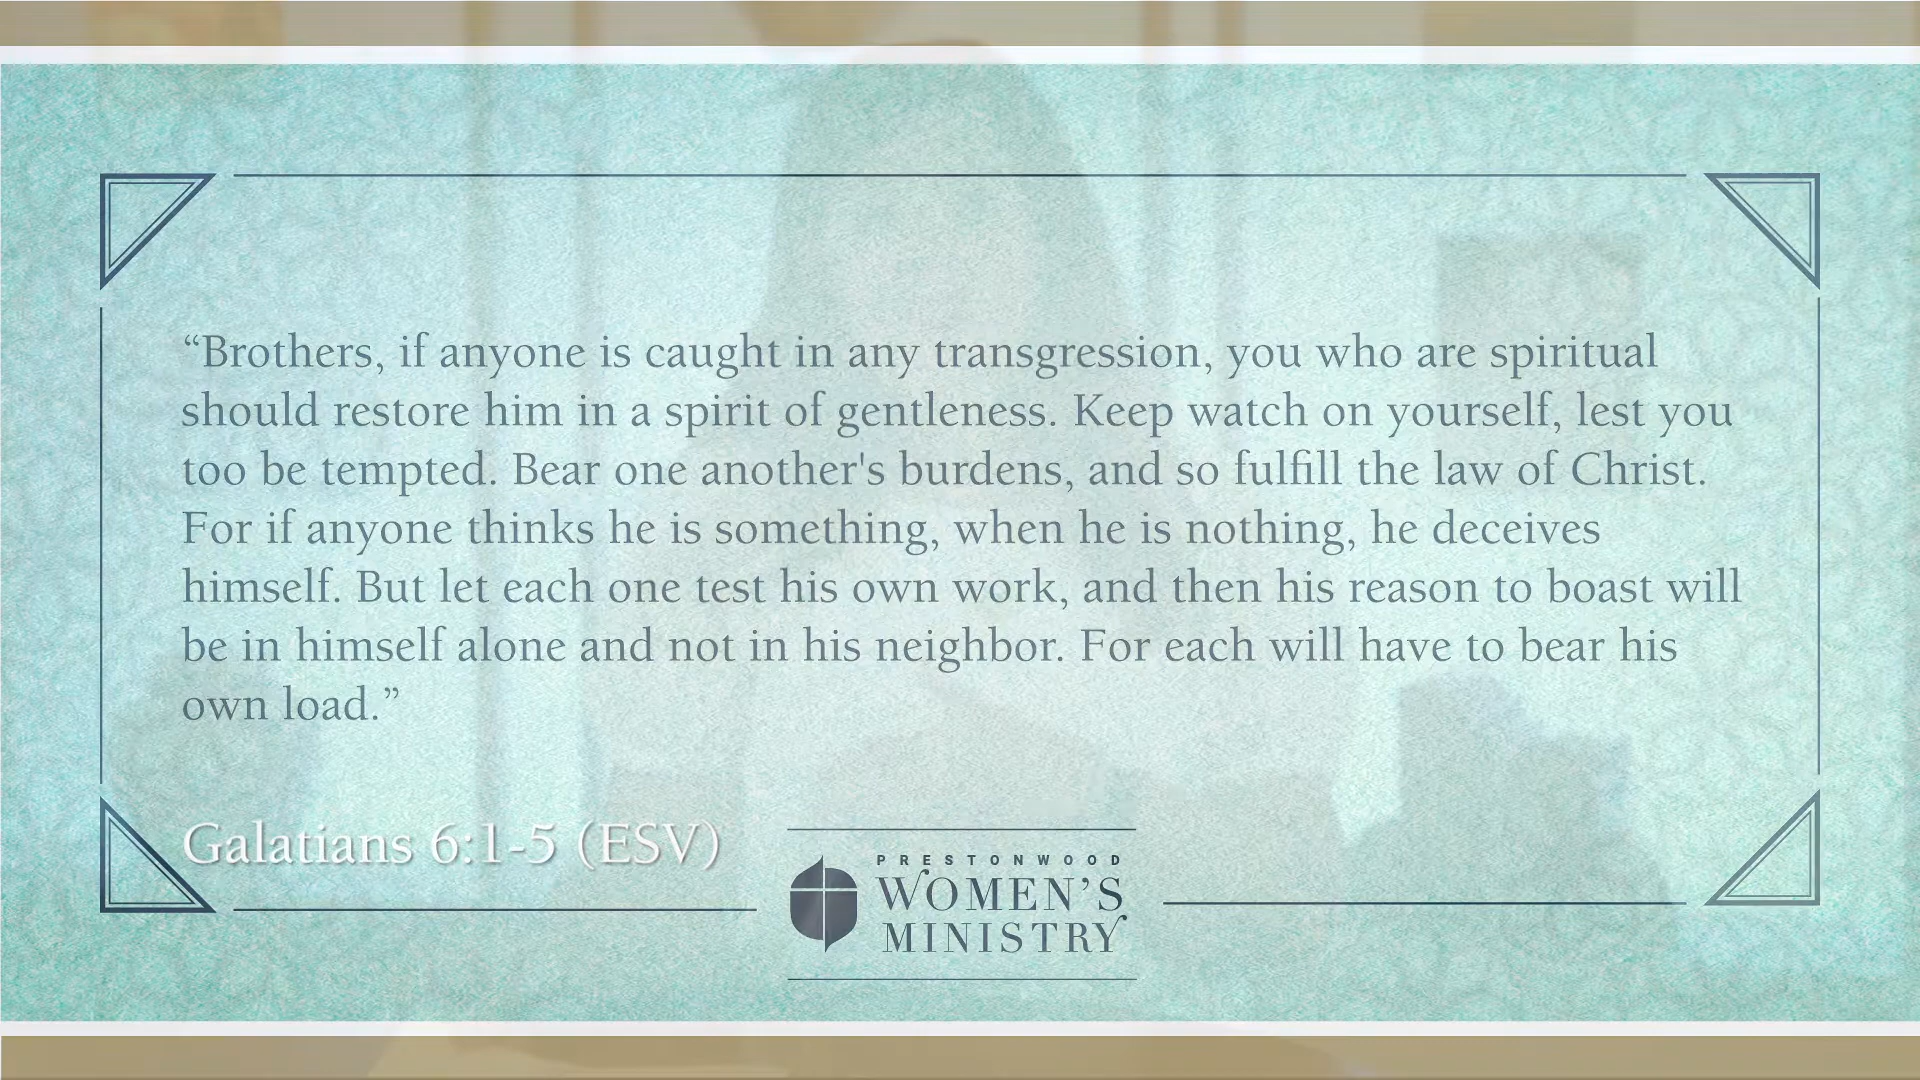 “Brothers, if anyone is caught in any transgression, you who are spiritual
should restore him in a spirit of gentleness. Keep watch on yourself, lest you
too be tempted. Bear one another's burdens, and so fulfill the law of Christ.
For if anyone thinks he is something, when he is nothing, he deceives
himself. But let each one test his own work, and then his reason to boast will
be in himself alone and not in his neighbor. For each will have to bear his
own load.”
Galatians 6:1-5 (ESV)
PRESTONWOOD
WOMEN’S
MINISTRY